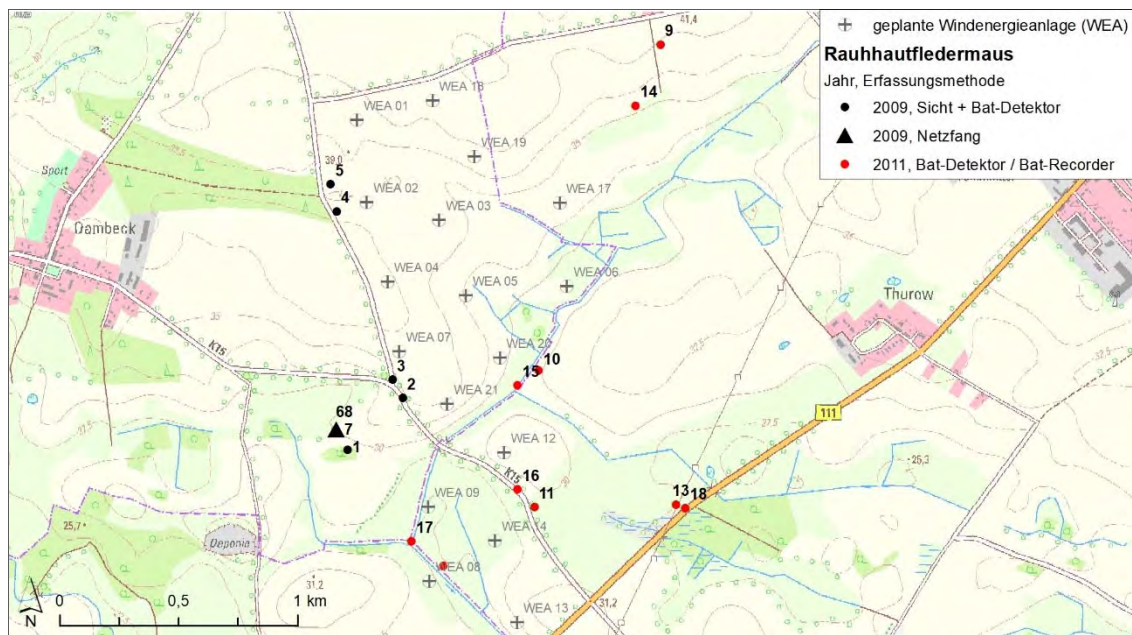 geplante Windenergieanlage (WEA)
Rauhhautfledermaus
Jahr, Erfassungsmethode
2009, Sicht + Bat-Detektor
2009, Netzfang
2011, Bat-Detektor / Bat-Recorder
41,4
9
14
WEA 01
WEA 18
WEA 19
39,0
5
4
WEA 02
WEA 03
WEA 17
Sport
Dambeck
WEA 04
WEA 05
WEA 06
Thurow
35
K15
WEA 07
WEA 20
10
3
2
15
WEA 21
111
68
7
1
30
WEA 12
K15
16
11
13
18
25,3
WEA 09
WEA 14
17
25,7
Deponie
WEA 08
31,2
WEA 13
31,2
N
0
0,5
1 km